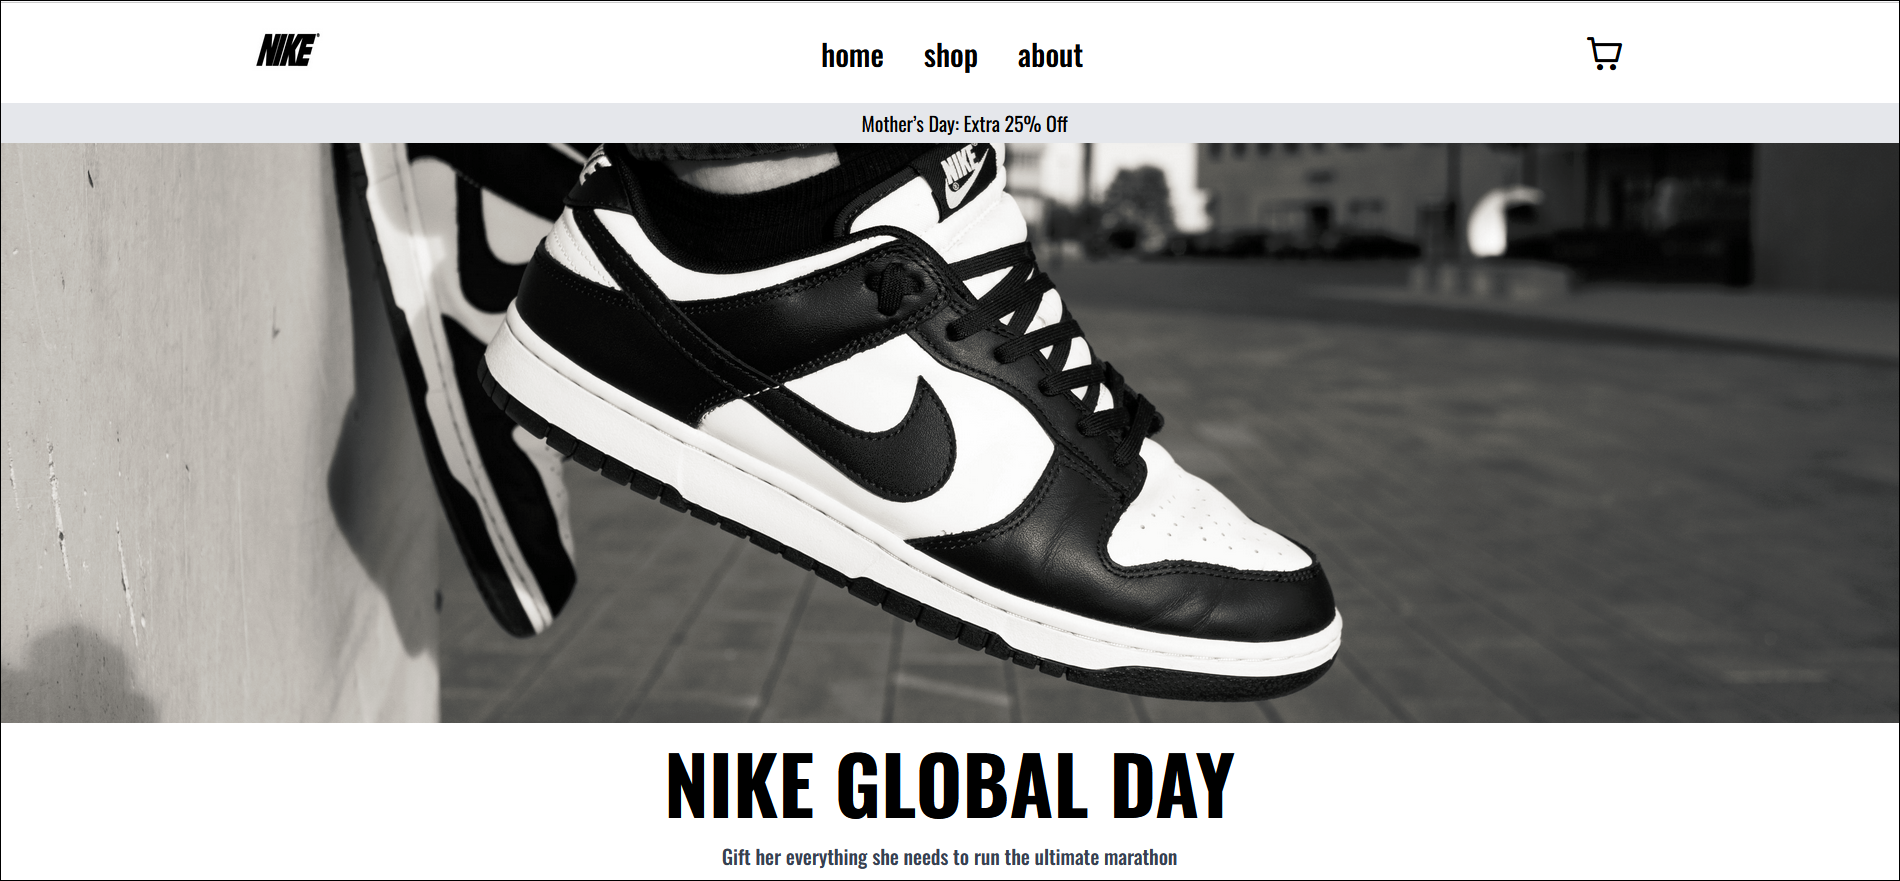 NIKE
home shop about
Mother's Day: Extra 25% Off
NIKE
NIKE GLOBAL DAY
Gift her everything she needs to run the ultimate marathon